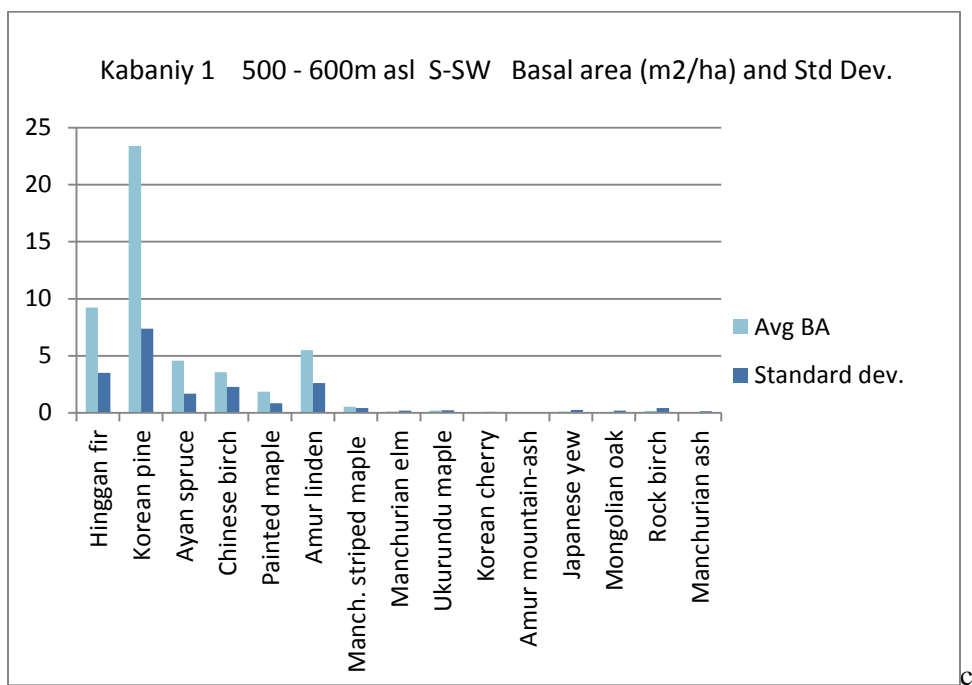 Kabaniy 1 500 - 600m asl S-SW Basal area (m2/ha) and Std Dev.
25
20
15
10
5
0
Avg BA
Standard dev.
Hinggan fir
Korean pine
Ayan spruce
Chinese birch
Painted maple
Amur linden
Manch. striped maple
Manchurian elm
Ukurundu maple
Korean cherry
Amur mountain-ash
Japanese yew
Mongolian oak
Rock birch
Manchurian ash
c